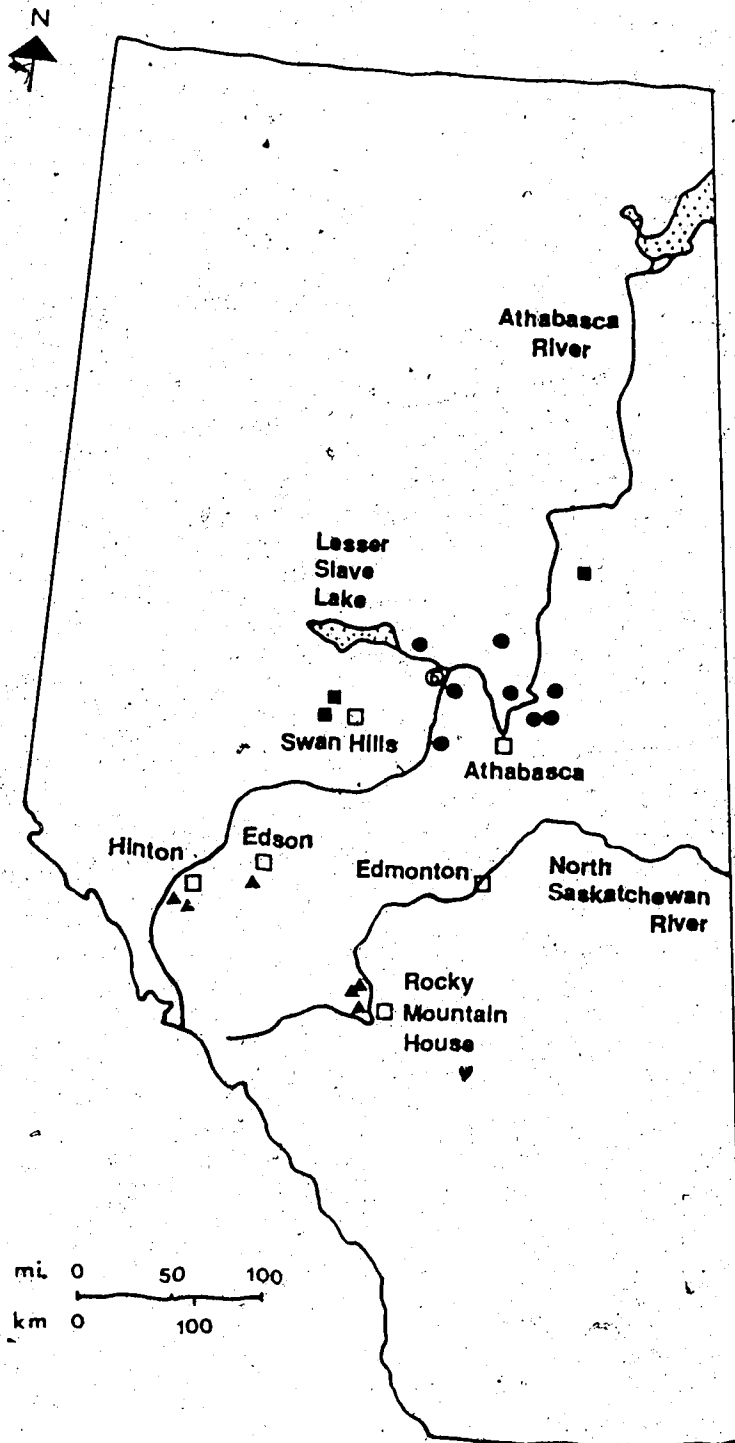 N
Athabasca
River
Lesser
Slave
Lake
Swan Hills
Athabasca
Hinton
Edson
Edmonton
North
Saskatchewan
River
Rocky
Mountain
House
mi. 0 50 100
km 0 100